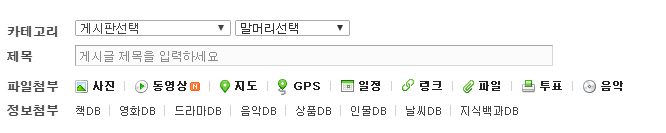 카테고리 게시판선택 말머리선택
제목 게시글 제목을 입력하세요
파일첨부 사진 동영상 N 지도 GPS 일정 링크 파일 투표 음악
정보첨부 책DB 영화DB 드라마DB 음악DB 상품DB 인물DB 날씨DB 지식백과DB